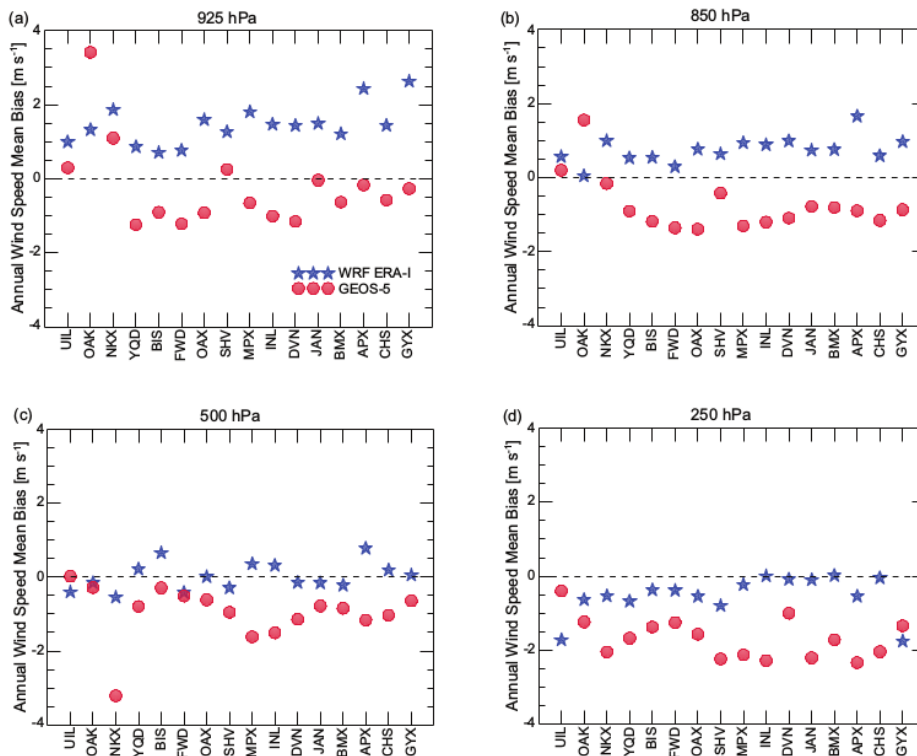 (a) 925 hPa
Annual Wind Speed Mean Bias [m s⁻¹]
4
2
0
-2
-4
WRF ERA-I
GEOS-5
UIL OAK NKX YQD BIS FWD OAX SHV MPX INL DVN JAN BMX APX CHS GYX
(b) 850 hPa
Annual Wind Speed Mean Bias [m s⁻¹]
4
2
0
-2
-4
UIL OAK NKX YQD BIS FWD OAX SHV MPX INL DVN JAN BMX APX CHS GYX
(c) 500 hPa
Annual Wind Speed Mean Bias [m s⁻¹]
4
2
0
-2
-4
UIL OAK NKX YQD BIS FWD OAX SHV MPX INL DVN JAN BMX APX CHS GYX
(d) 250 hPa
Annual Wind Speed Mean Bias [m s⁻¹]
4
2
0
-2
-4
UIL OAK NKX YQD BIS FWD OAX SHV MPX INL DVN JAN BMX APX CHS GYX